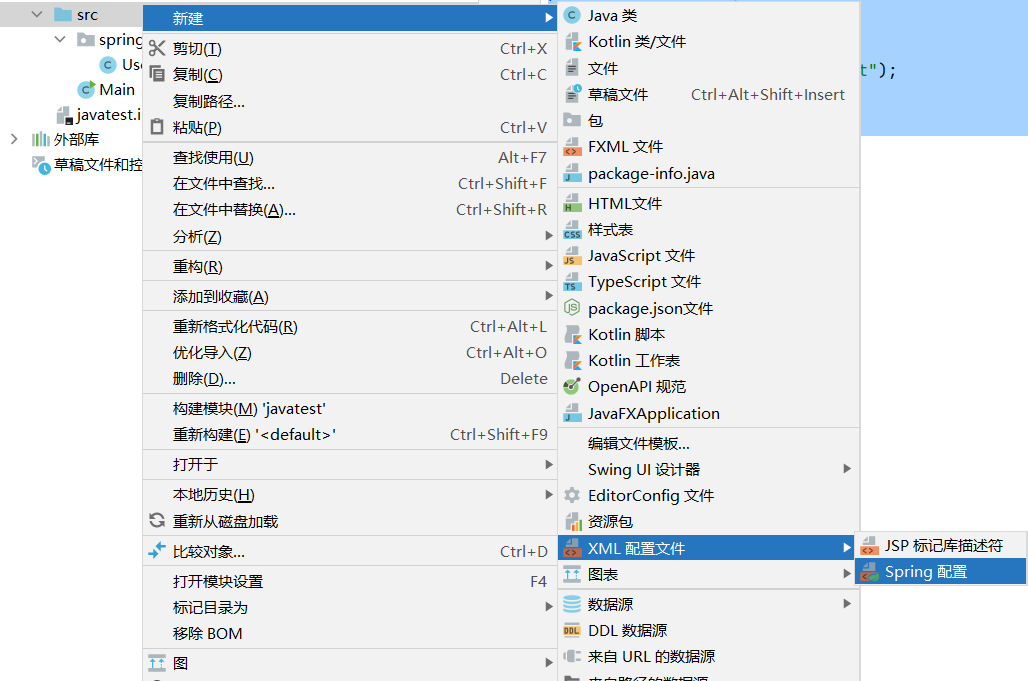 src
spring
Use
Main
javatest.i
外部库
草稿文件和控
新建
剪切(T) Ctrl+X
复制(C) Ctrl+C
复制路径...
粘贴(P) Ctrl+V
查找使用(U) Alt+F7
在文件中查找... Ctrl+Shift+F
在文件中替换(A)... Ctrl+Shift+R
分析(Z)
重构(R)
添加到收藏(A)
重新格式化代码(R) Ctrl+Alt+L
优化导入(Z) Ctrl+Alt+O
删除(D)... Delete
构建模块(M) 'javatest'
重新构建(E) '<default>' Ctrl+Shift+F9
打开于
本地历史(H)
重新从磁盘加载
比较对象... Ctrl+D
打开模块设置 F4
标记目录为
移除 BOM
图
Java 类
Kotlin 类/文件
文件
草稿文件 Ctrl+Alt+Shift+Insert
包
FXML 文件
package-info.java
HTML文件
样式表
JavaScript 文件
TypeScript 文件
package.json文件
Kotlin 脚本
Kotlin 工作表
OpenAPI 规范
JavaFXApplication
编辑文件模板...
Swing UI 设计器
EditorConfig 文件
资源包
XML 配置文件
图表
数据源
DDL 数据源
来自 URL 的数据源
来自路径的数据源
t");
JSP 标记库描述符
Spring 配置